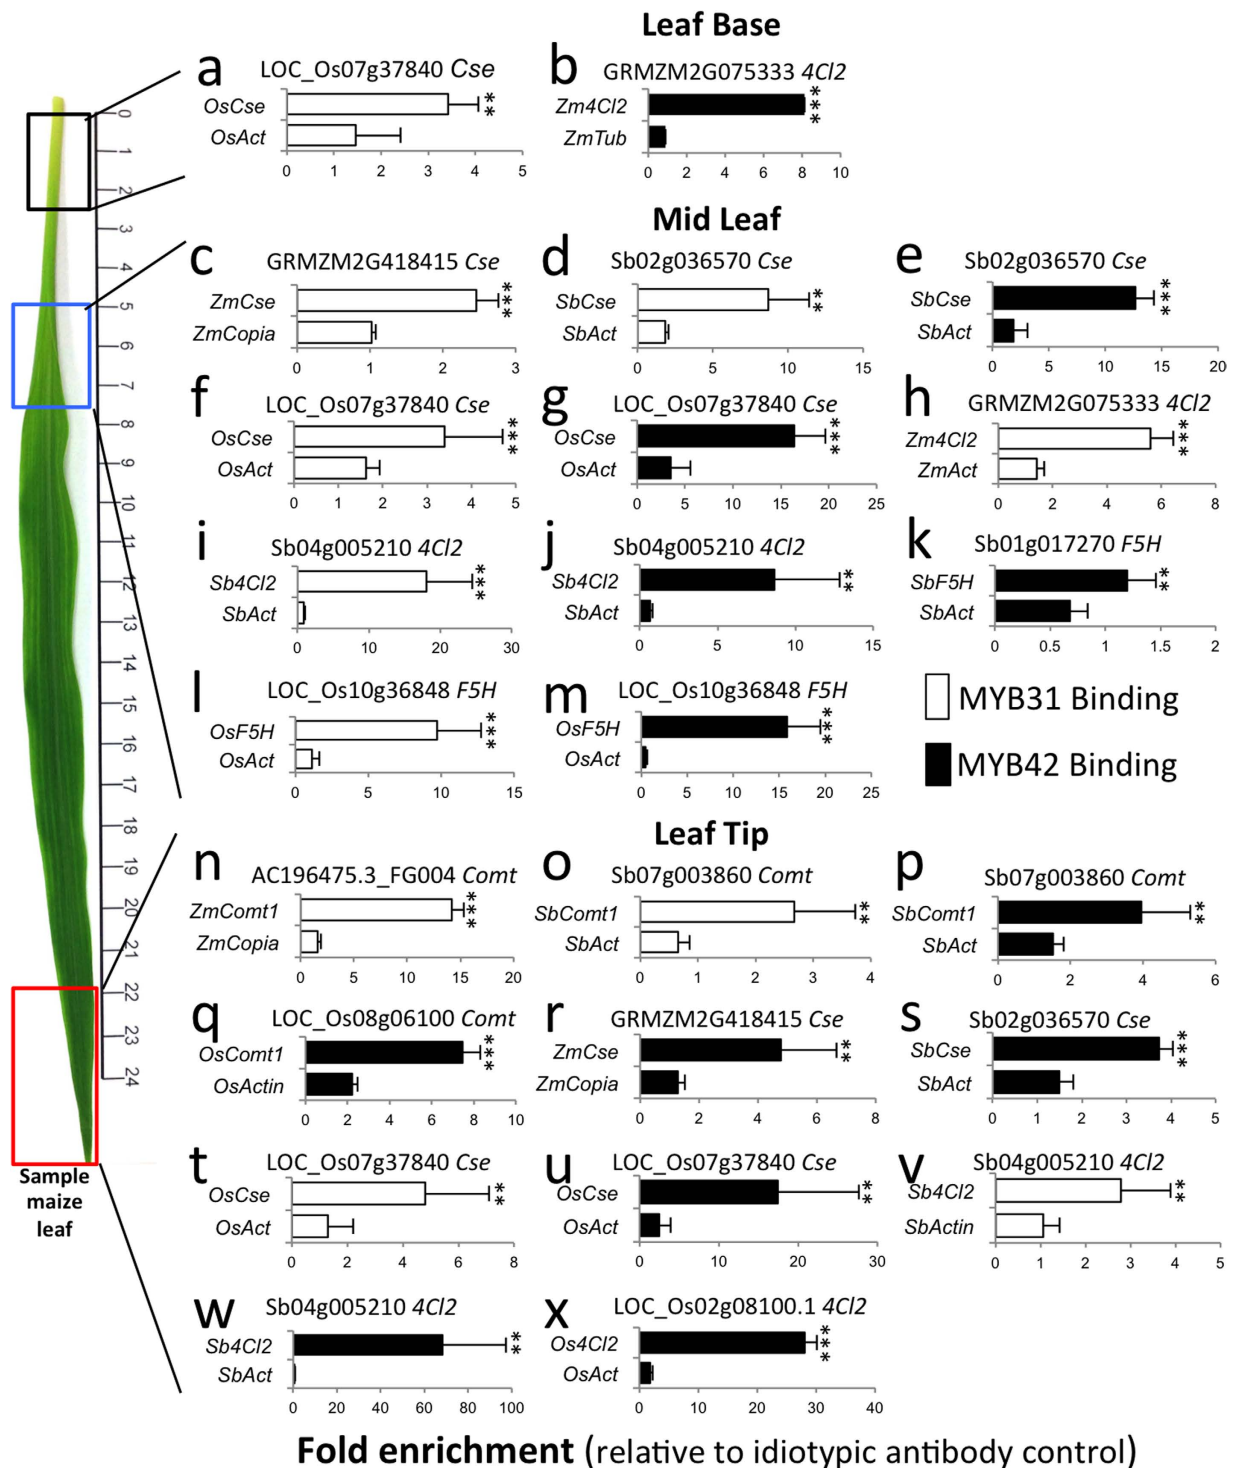 Leaf Base
a LOC_Os07g37840 Cse
OsCse **
OsAct
0 1 2 3 4 5
b GRMZM2G075333 4Cl2
Zm4Cl2 ***
ZmTub
0 2 4 6 8 10
Mid Leaf
c GRMZM2G418415 Cse
ZmCse ***
ZmCopia
0 1 2 3
d Sb02g036570 Cse
SbCse **
SbAct
0 5 10 15
e Sb02g036570 Cse
SbCse ***
SbAct
0 5 10 15 20
f LOC_Os07g37840 Cse
OsCse ***
OsAct
0 1 2 3 4 5
g LOC_Os07g37840 Cse
OsCse ***
OsAct
0 5 10 15 20 25
h GRMZM2G075333 4Cl2
Zm4Cl2 ***
ZmAct
0 2 4 6 8
i Sb04g005210 4Cl2
Sb4Cl2 ***
SbAct
0 10 20 30
j Sb04g005210 4Cl2
Sb4Cl2 **
SbAct
0 5 10 15
k Sb01g017270 F5H
SbF5H **
SbAct
0 0.5 1 1.5 2
l LOC_Os10g36848 F5H
OsF5H ***
OsAct
0 5 10 15
m LOC_Os10g36848 F5H
OsF5H ***
OsAct
0 5 10 15 20 25
MYB31 Binding
MYB42 Binding
Leaf Tip
n AC196475.3_FG004 Comt
ZmComt1 ***
ZmCopia
0 5 10 15 20
o Sb07g003860 Comt
SbComt1 **
SbAct
0 1 2 3 4
p Sb07g003860 Comt
SbComt1 **
SbAct
0 2 4 6
q LOC_Os08g06100 Comt
OsComt1 ***
OsActin
0 2 4 6 8 10
r GRMZM2G418415 Cse
ZmCse **
ZmCopia
0 2 4 6 8
s Sb02g036570 Cse
SbCse ***
SbAct
0 1 2 3 4 5
t LOC_Os07g37840 Cse
OsCse **
OsAct
0 2 4 6 8
u LOC_Os07g37840 Cse
OsCse **
OsAct
0 10 20 30
v Sb04g005210 4Cl2
Sb4Cl2 **
SbActin
0 1 2 3 4 5
w Sb04g005210 4Cl2
Sb4Cl2 **
SbAct
0 20 40 60 80 100
x LOC_Os02g08100.1 4Cl2
Os4Cl2 ***
OsAct
0 10 20 30 40
0
1
2
3
4
5
6
7
8
9
10
11
12
13
14
15
16
17
18
19
20
21
22
23
24
Sample
maize
leaf
Fold enrichment (relative to idiotypic antibody control)